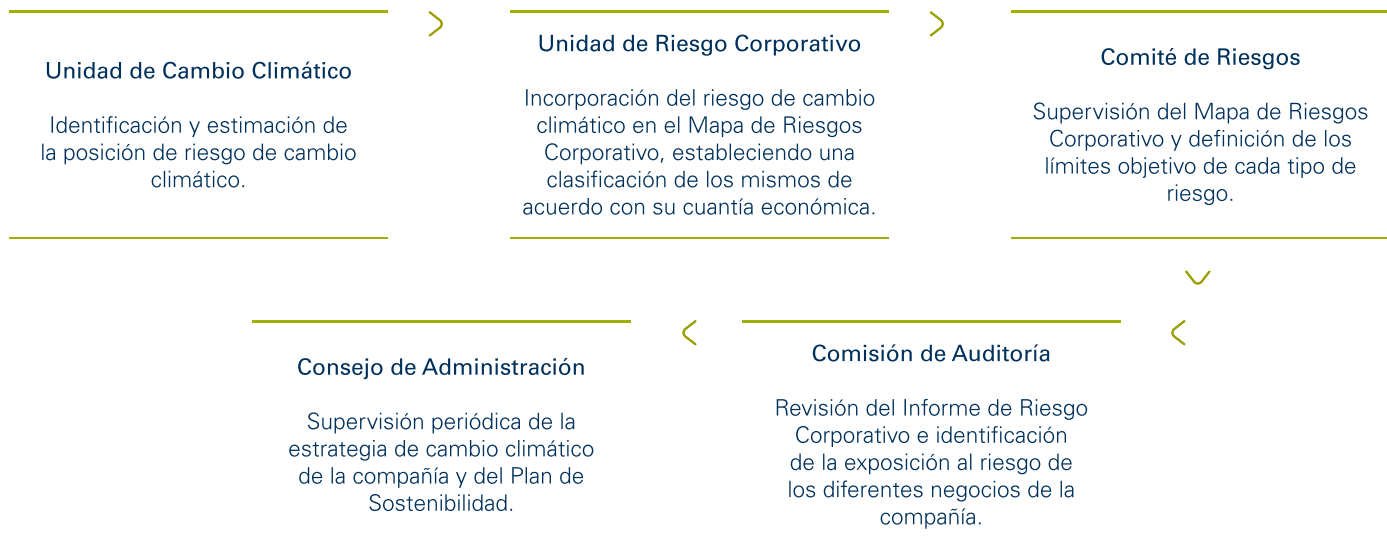 Unidad de Cambio Climático
Identificación y estimación de
la posición de riesgo de cambio
climático.
Unidad de Riesgo Corporativo
Incorporación del riesgo de cambio
climático en el Mapa de Riesgos
Corporativo, estableciendo una
clasificación de los mismos de
acuerdo con su cuantía económica.
Comité de Riesgos
Supervisión del Mapa de Riesgos
Corporativo y definición de los
límites objetivo de cada tipo de
riesgo.
Comisión de Auditoría
Revisión del Informe de Riesgo
Corporativo e identificación
de la exposición al riesgo de
los diferentes negocios de la
compañía.
Consejo de Administración
Supervisión periódica de la
estrategia de cambio climático
de la compañía y del Plan de
Sostenibilidad.